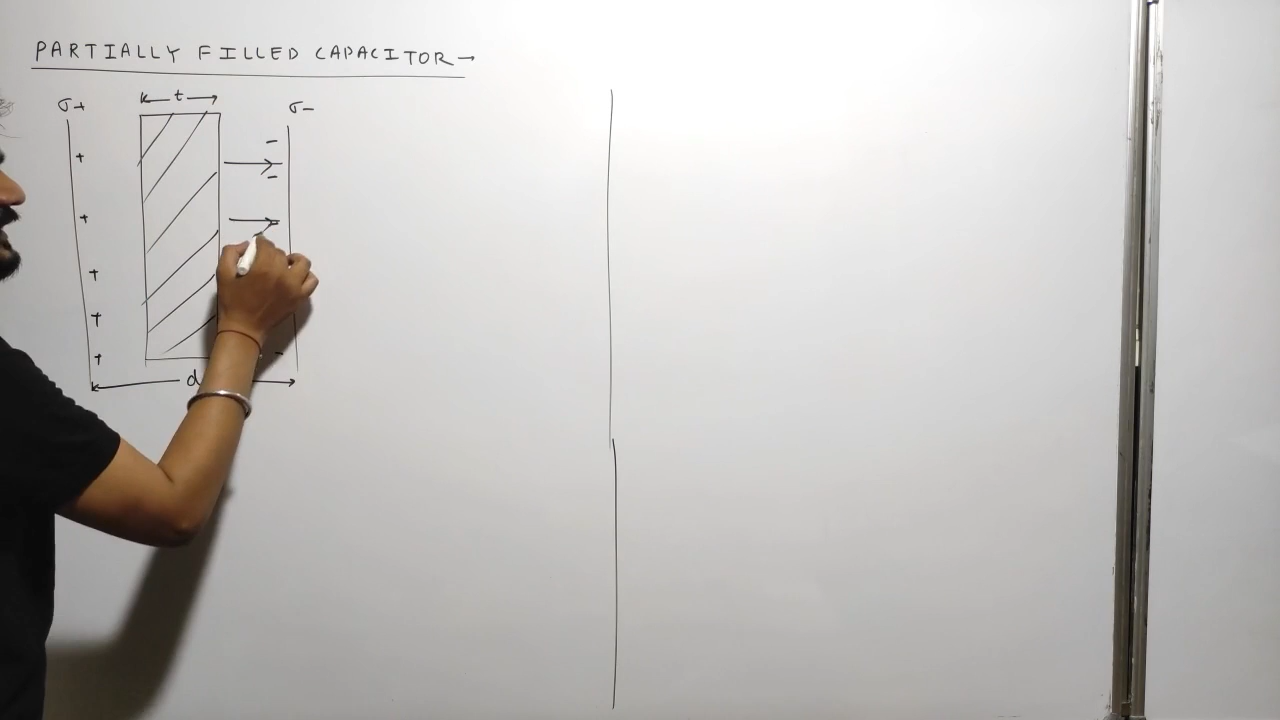 PARTIALLY FILLED CAPACITOR →
σ+ t σ-
+ -
-
+ -
+
+
+ -
d